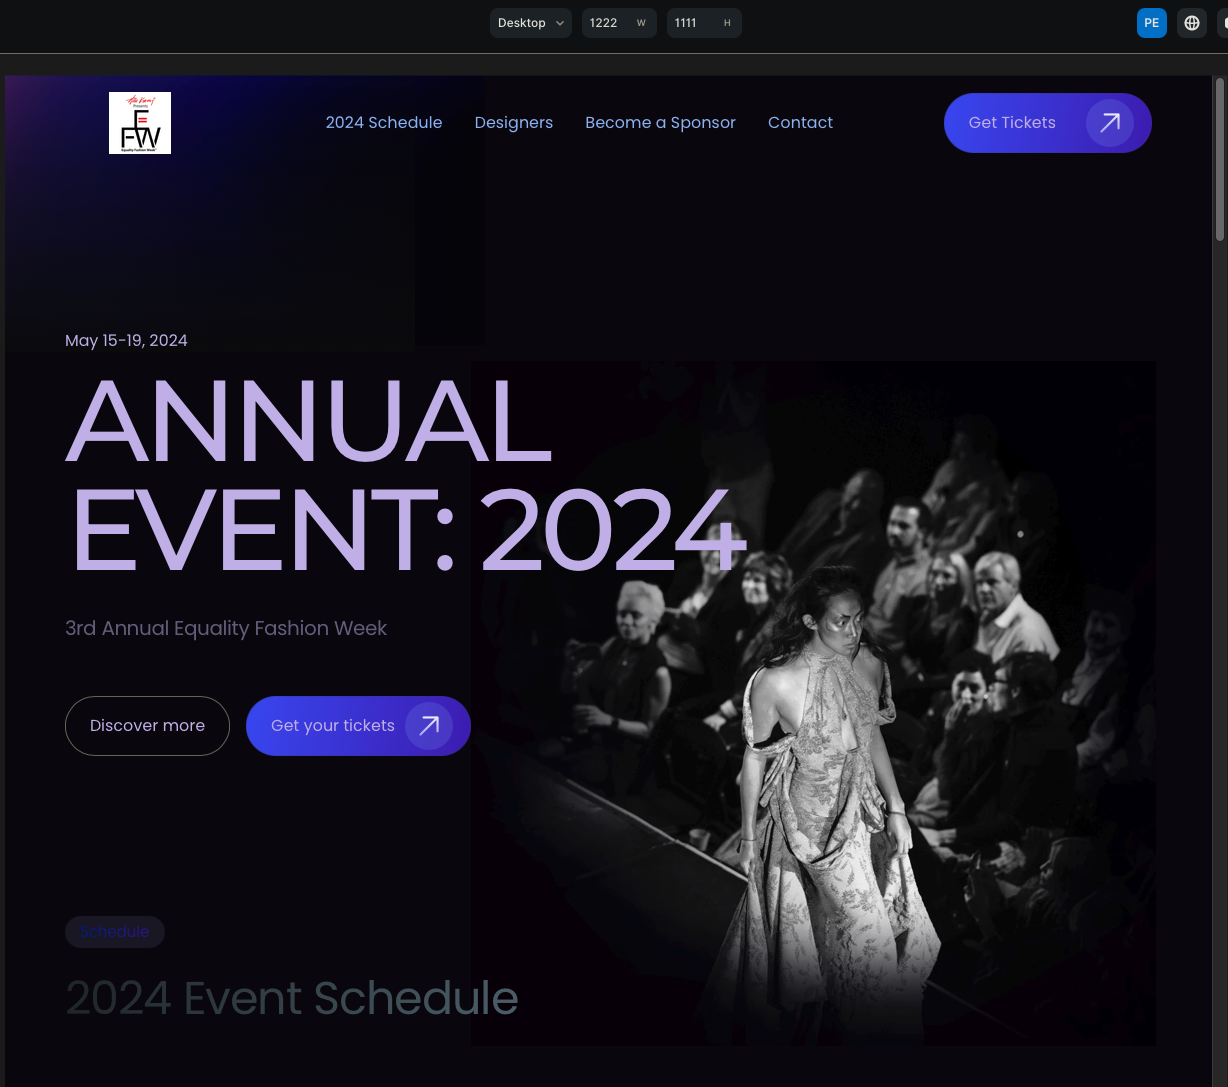 Desktop 1222 W 1111 H PE
The Vanity
Presents
EFW
Equality Fashion Week
2024 Schedule Designers Become a Sponsor Contact Get Tickets
May 15-19, 2024
ANNUAL
EVENT: 2024
3rd Annual Equality Fashion Week
Discover more Get your tickets
Schedule
2024 Event Schedule